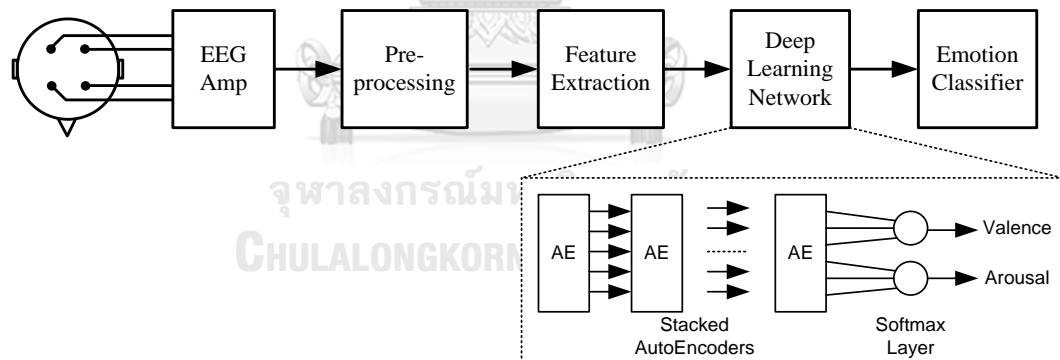 EEG
Amp
Pre-
processing
Feature
Extraction
Deep
Learning
Network
Emotion
Classifier
จุฬาลงกรณ์ม
CHULALONGKORN
AE
AE
AE
Valence
Arousal
Stacked
AutoEncoders
Softmax
Layer